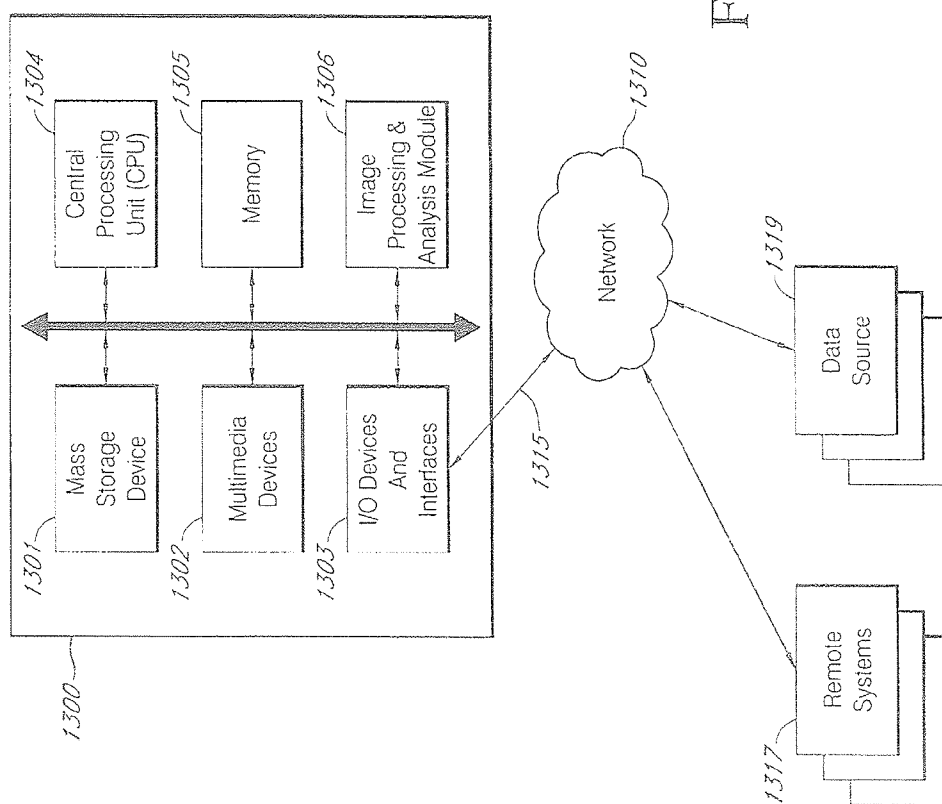 1300
1301
Mass
Storage
Device
1302
Multimedia
Devices
1303
I/O Devices
And
Interfaces
1304
Central
Processing
Unit (CPU)
1305
Memory
1306
Image
Processing &
Analysis Module
1315
Network
1310
1317
Remote
Systems
1319
Data
Source
F